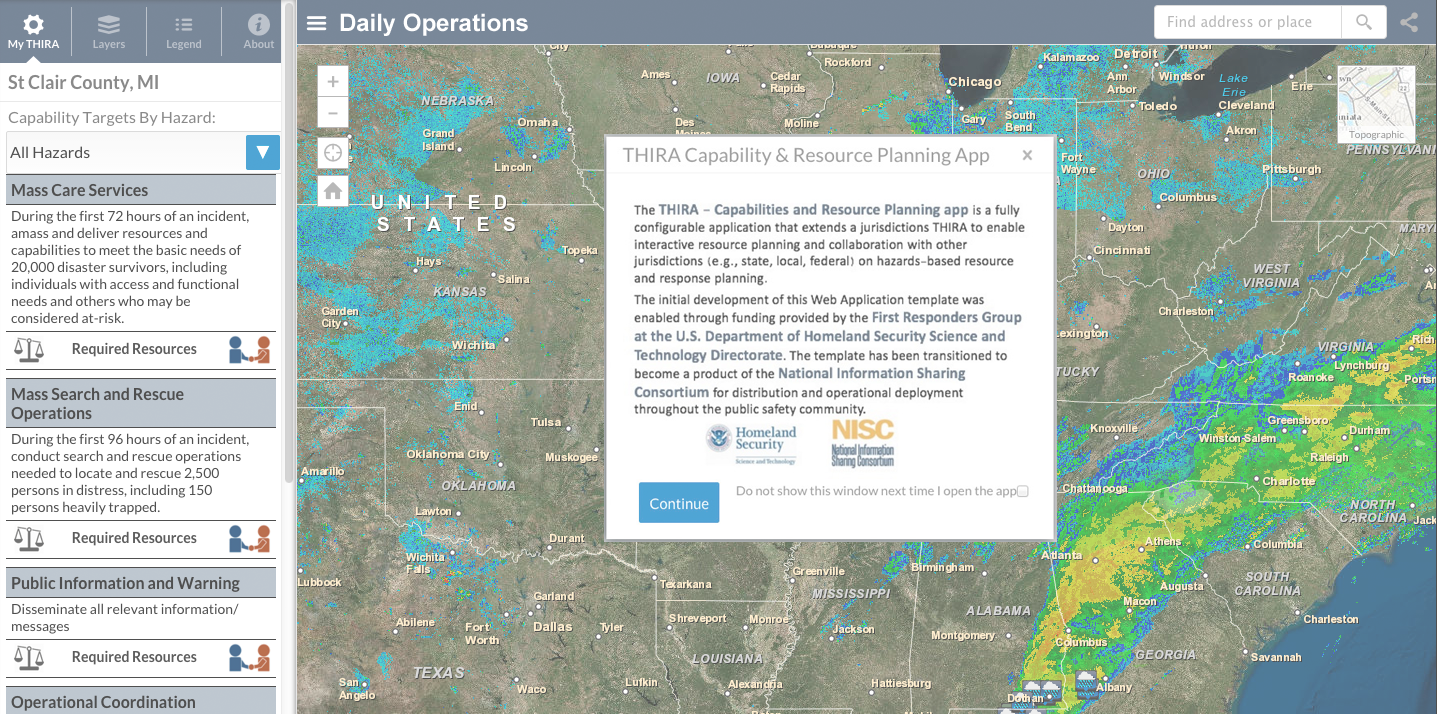 My THIRA
Layers
Legend
About
Daily Operations
Find address or place
St Clair County, MI
Capability Targets By Hazard:
All Hazards
Mass Care Services
During the first 72 hours of an incident,
amass and deliver resources and
capabilities to meet the basic needs of
20,000 disaster survivors, including
individuals with access and functional
needs and others who may be
considered at-risk.
Required Resources
Mass Search and Rescue
Operations
During the first 96 hours of an incident,
conduct search and rescue operations
needed to locate and rescue 2,500
persons in distress, including 150
persons heavily trapped.
Required Resources
Public Information and Warning
Disseminate all relevant information/
messages
Required Resources
Operational Coordination
THIRA Capability & Resource Planning App
The THIRA – Capabilities and Resource Planning app is a fully
configurable application that extends a jurisdictions THIRA to enable
interactive resource planning and collaboration with other
jurisdictions (e.g., state, local, federal) on hazards-based resource
and response planning.
The initial development of this Web Application template was
enabled through funding provided by the First Responders Group
at the U.S. Department of Homeland Security Science and
Technology Directorate. The template has been transitioned to
become a product of the National Information Sharing
Consortium for distribution and operational deployment
throughout the public safety community.
Homeland
Security
Science and Technology
NISC
National Information
Sharing Consortium
Continue
Do not show this window next time I open the app
Topographic
City
Dubuque
Rockford
Ames
IOWA
Cedar
Rapids
Chicago
Kalamazoo
Detroit
Huron
Ann
Arbor
Windsor
Lake
Erie
Erie
NEBRASKA
Grand
Island
Omaha
Lincoln
Des
Moines
Moline
Gary
South
Bend
Toledo
Cleveland
Akron
Fort
Wayne
OHIO
Pittsburgh
PENNSYLVANI
UNITED
STATES
Columbus
Dayton
Cincinnati
MARY
Topeka
Hays
Salina
KANSAS
Garden
City
Wichita
WEST
VIRGINIA
Charleston
Lexington
TUCKY
VIRGINIA
Rich
Lynchburg
Roanoke
Portsm
Enid
Tulsa
Oklahoma City
Muskogee
OKLAHOMA
Amarillo
Lawton
Knoxville
Greensboro
Winston-Salem
Durham
Raleigh
Chattanooga
Charlotte
NORTH
CAROLINA
Jack
Wichita
Falls
Durant
Lubbock
Texarkana
Greenville
Birmingham
Atlanta
Athens
Columbia
MISSISSIPPI
ALABAMA
Augusta
SOUTH
CAROLINA
Garland
Dallas
Abilene
Fort
Worth
Tyler
Shreveport
Monroe
Jackson
Montgomery
Macon
Columbus
Charleston
TEXAS
LOUISIANA
GEORGIA
Savannah
San
Angelo
Waco
Lufkin
Alexandria
Hattiesburg
Dothan
Albany